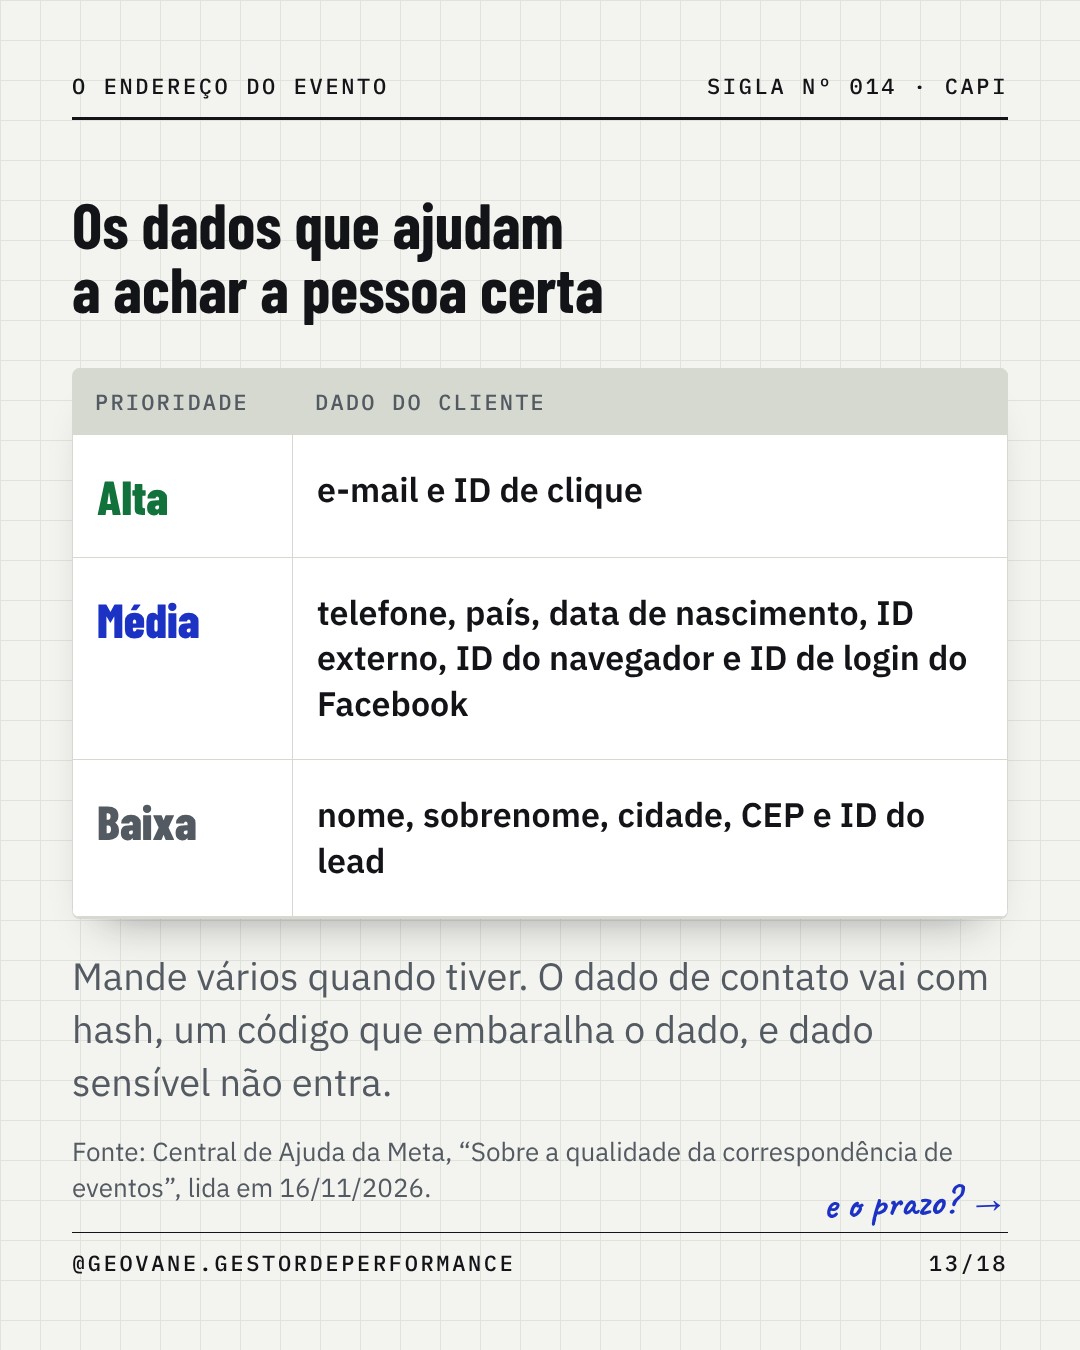 O ENDEREÇO DO EVENTO
SIGLA Nº 014 · CAPI
Os dados que ajudam
a achar a pessoa certa
PRIORIDADE
DADO DO CLIENTE
Alta
e-mail e ID de clique
Média
telefone, país, data de nascimento, ID
externo, ID do navegador e ID de login do
Facebook
Baixa
nome, sobrenome, cidade, CEP e ID do
lead
Mande vários quando tiver. O dado de contato vai com
hash, um código que embaralha o dado, e dado
sensível não entra.
Fonte: Central de Ajuda da Meta, “Sobre a qualidade da correspondência de
eventos”, lida em 16/11/2026.
e o prazo? →
@GEOVANE.GESTORDEPERFORMANCE
13/18